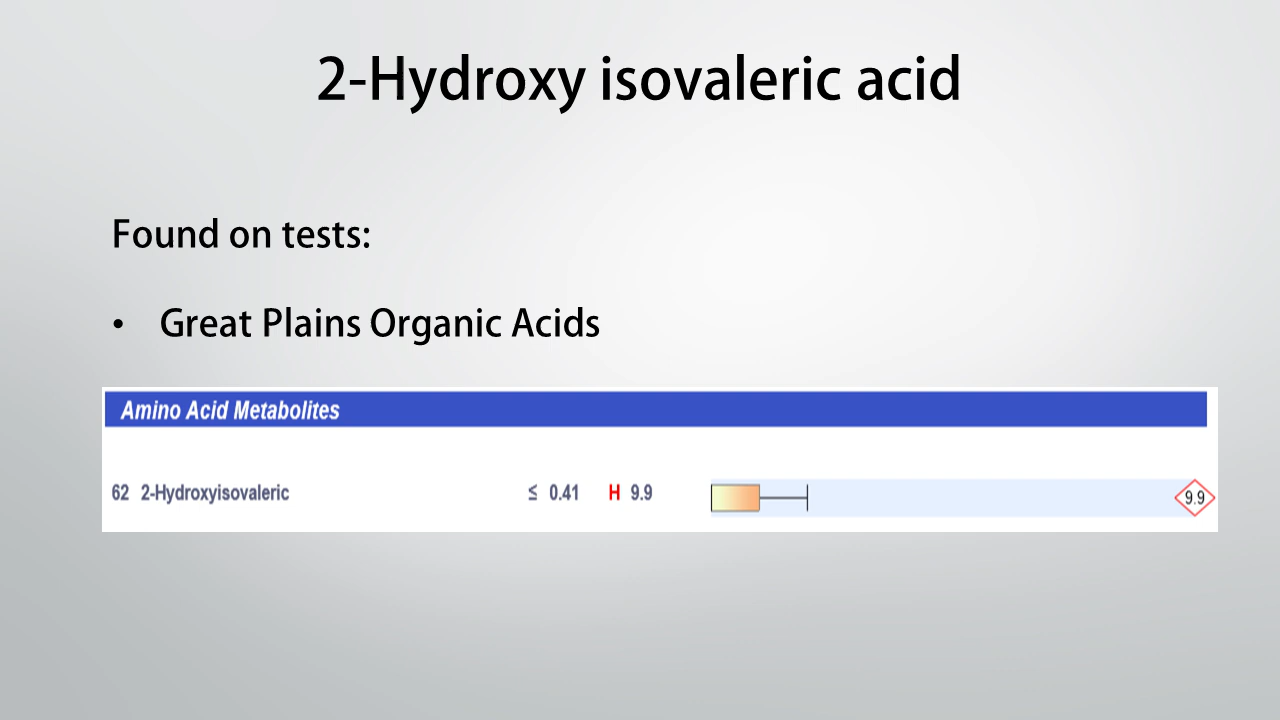 2-Hydroxy isovaleric acid
Found on tests:
• Great Plains Organic Acids
Amino Acid Metabolites
62 2-Hydroxyisovaleric ≤ 0.41 H 9.9 9.9